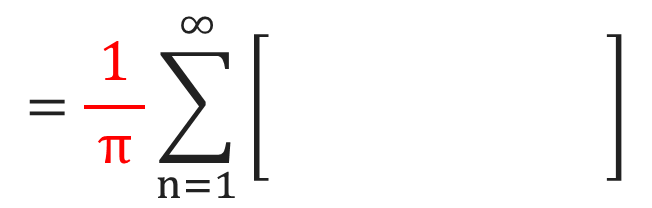 = 1/π ∑_{n=1}^{∞} [ ]